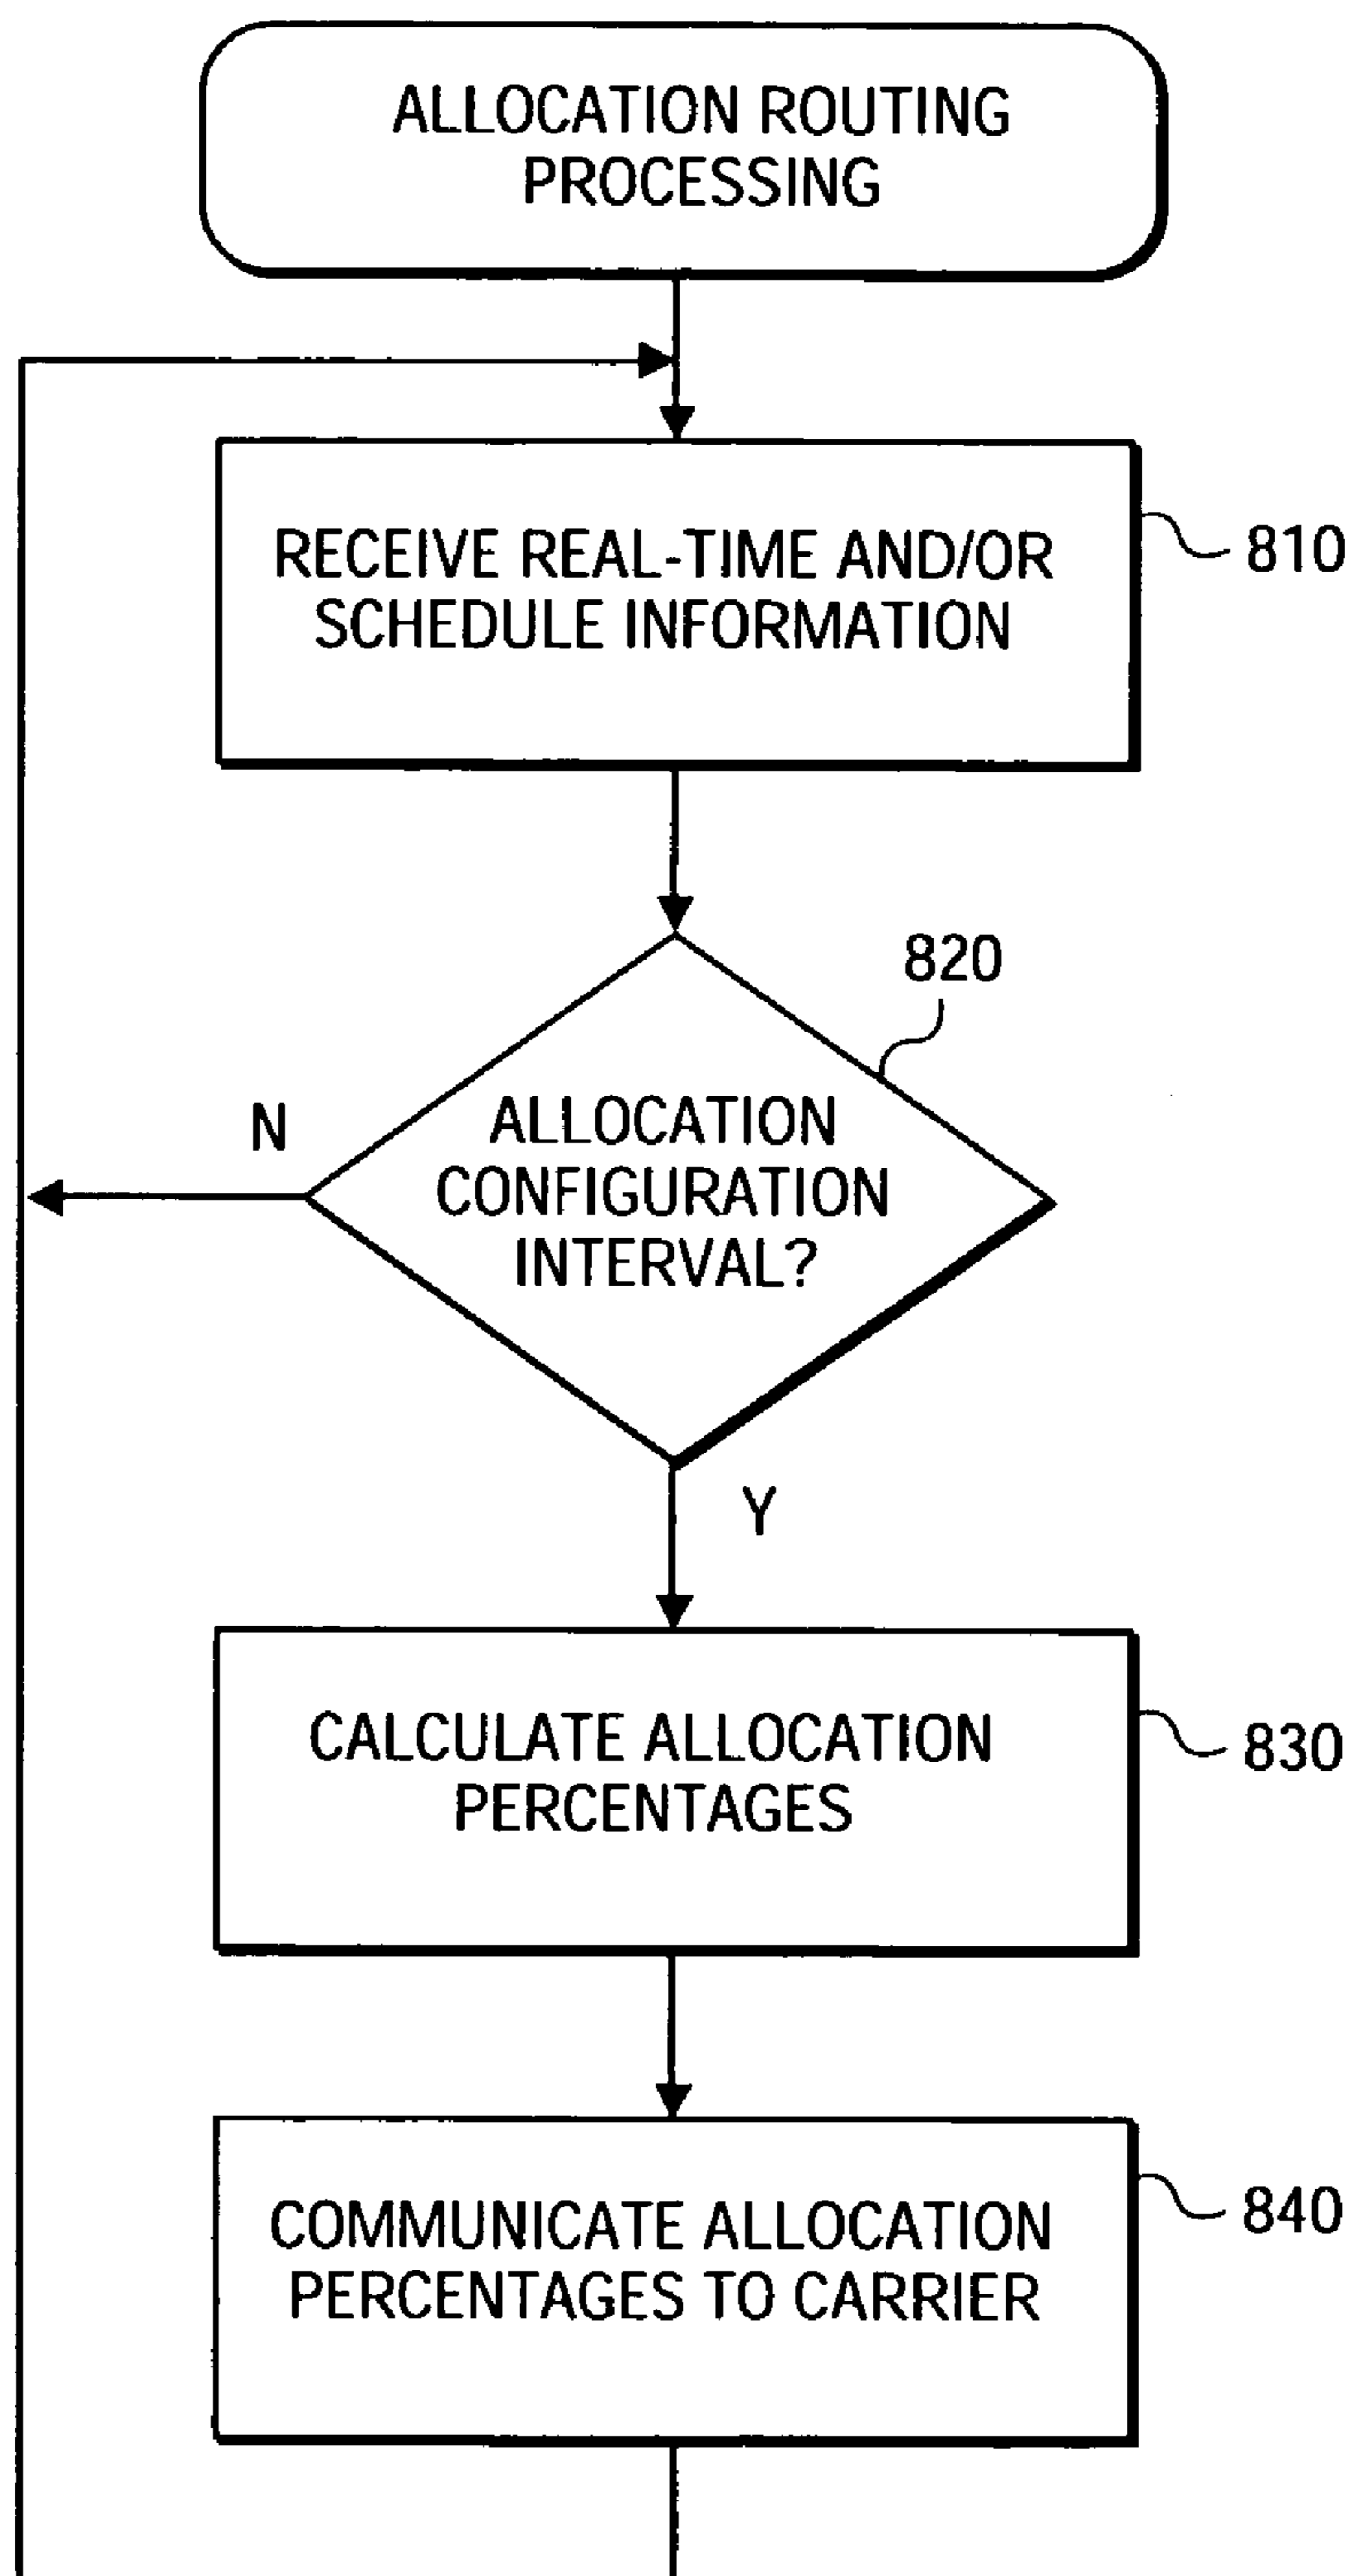 ALLOCATION ROUTING
PROCESSING
RECEIVE REAL-TIME AND/OR
SCHEDULE INFORMATION
810
820
N
ALLOCATION
CONFIGURATION
INTERVAL?
Y
CALCULATE ALLOCATION
PERCENTAGES
830
COMMUNICATE ALLOCATION
PERCENTAGES TO CARRIER
840